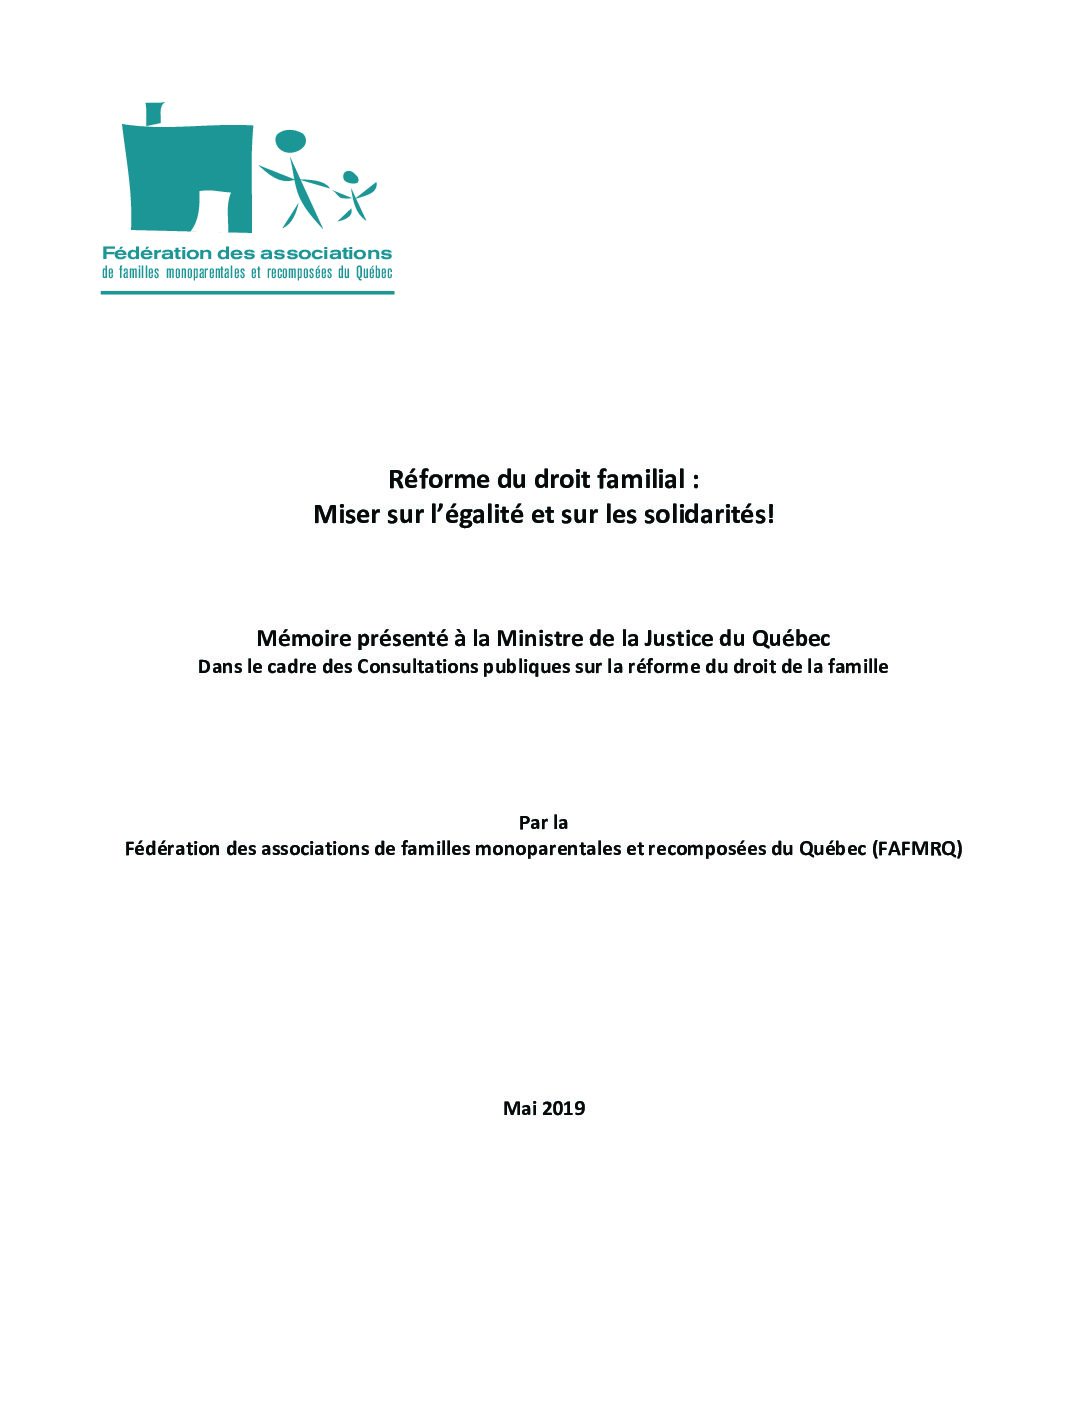 Fédération des associations
de familles monoparentales et recomposées du Québec
Réforme du droit familial :
Miser sur l’égalité et sur les solidarités!
Mémoire présenté à la Ministre de la Justice du Québec
Dans le cadre des Consultations publiques sur la réforme du droit de la famille
Par la
Fédération des associations de familles monoparentales et recomposées du Québec (FAFMRQ)
Mai 2019